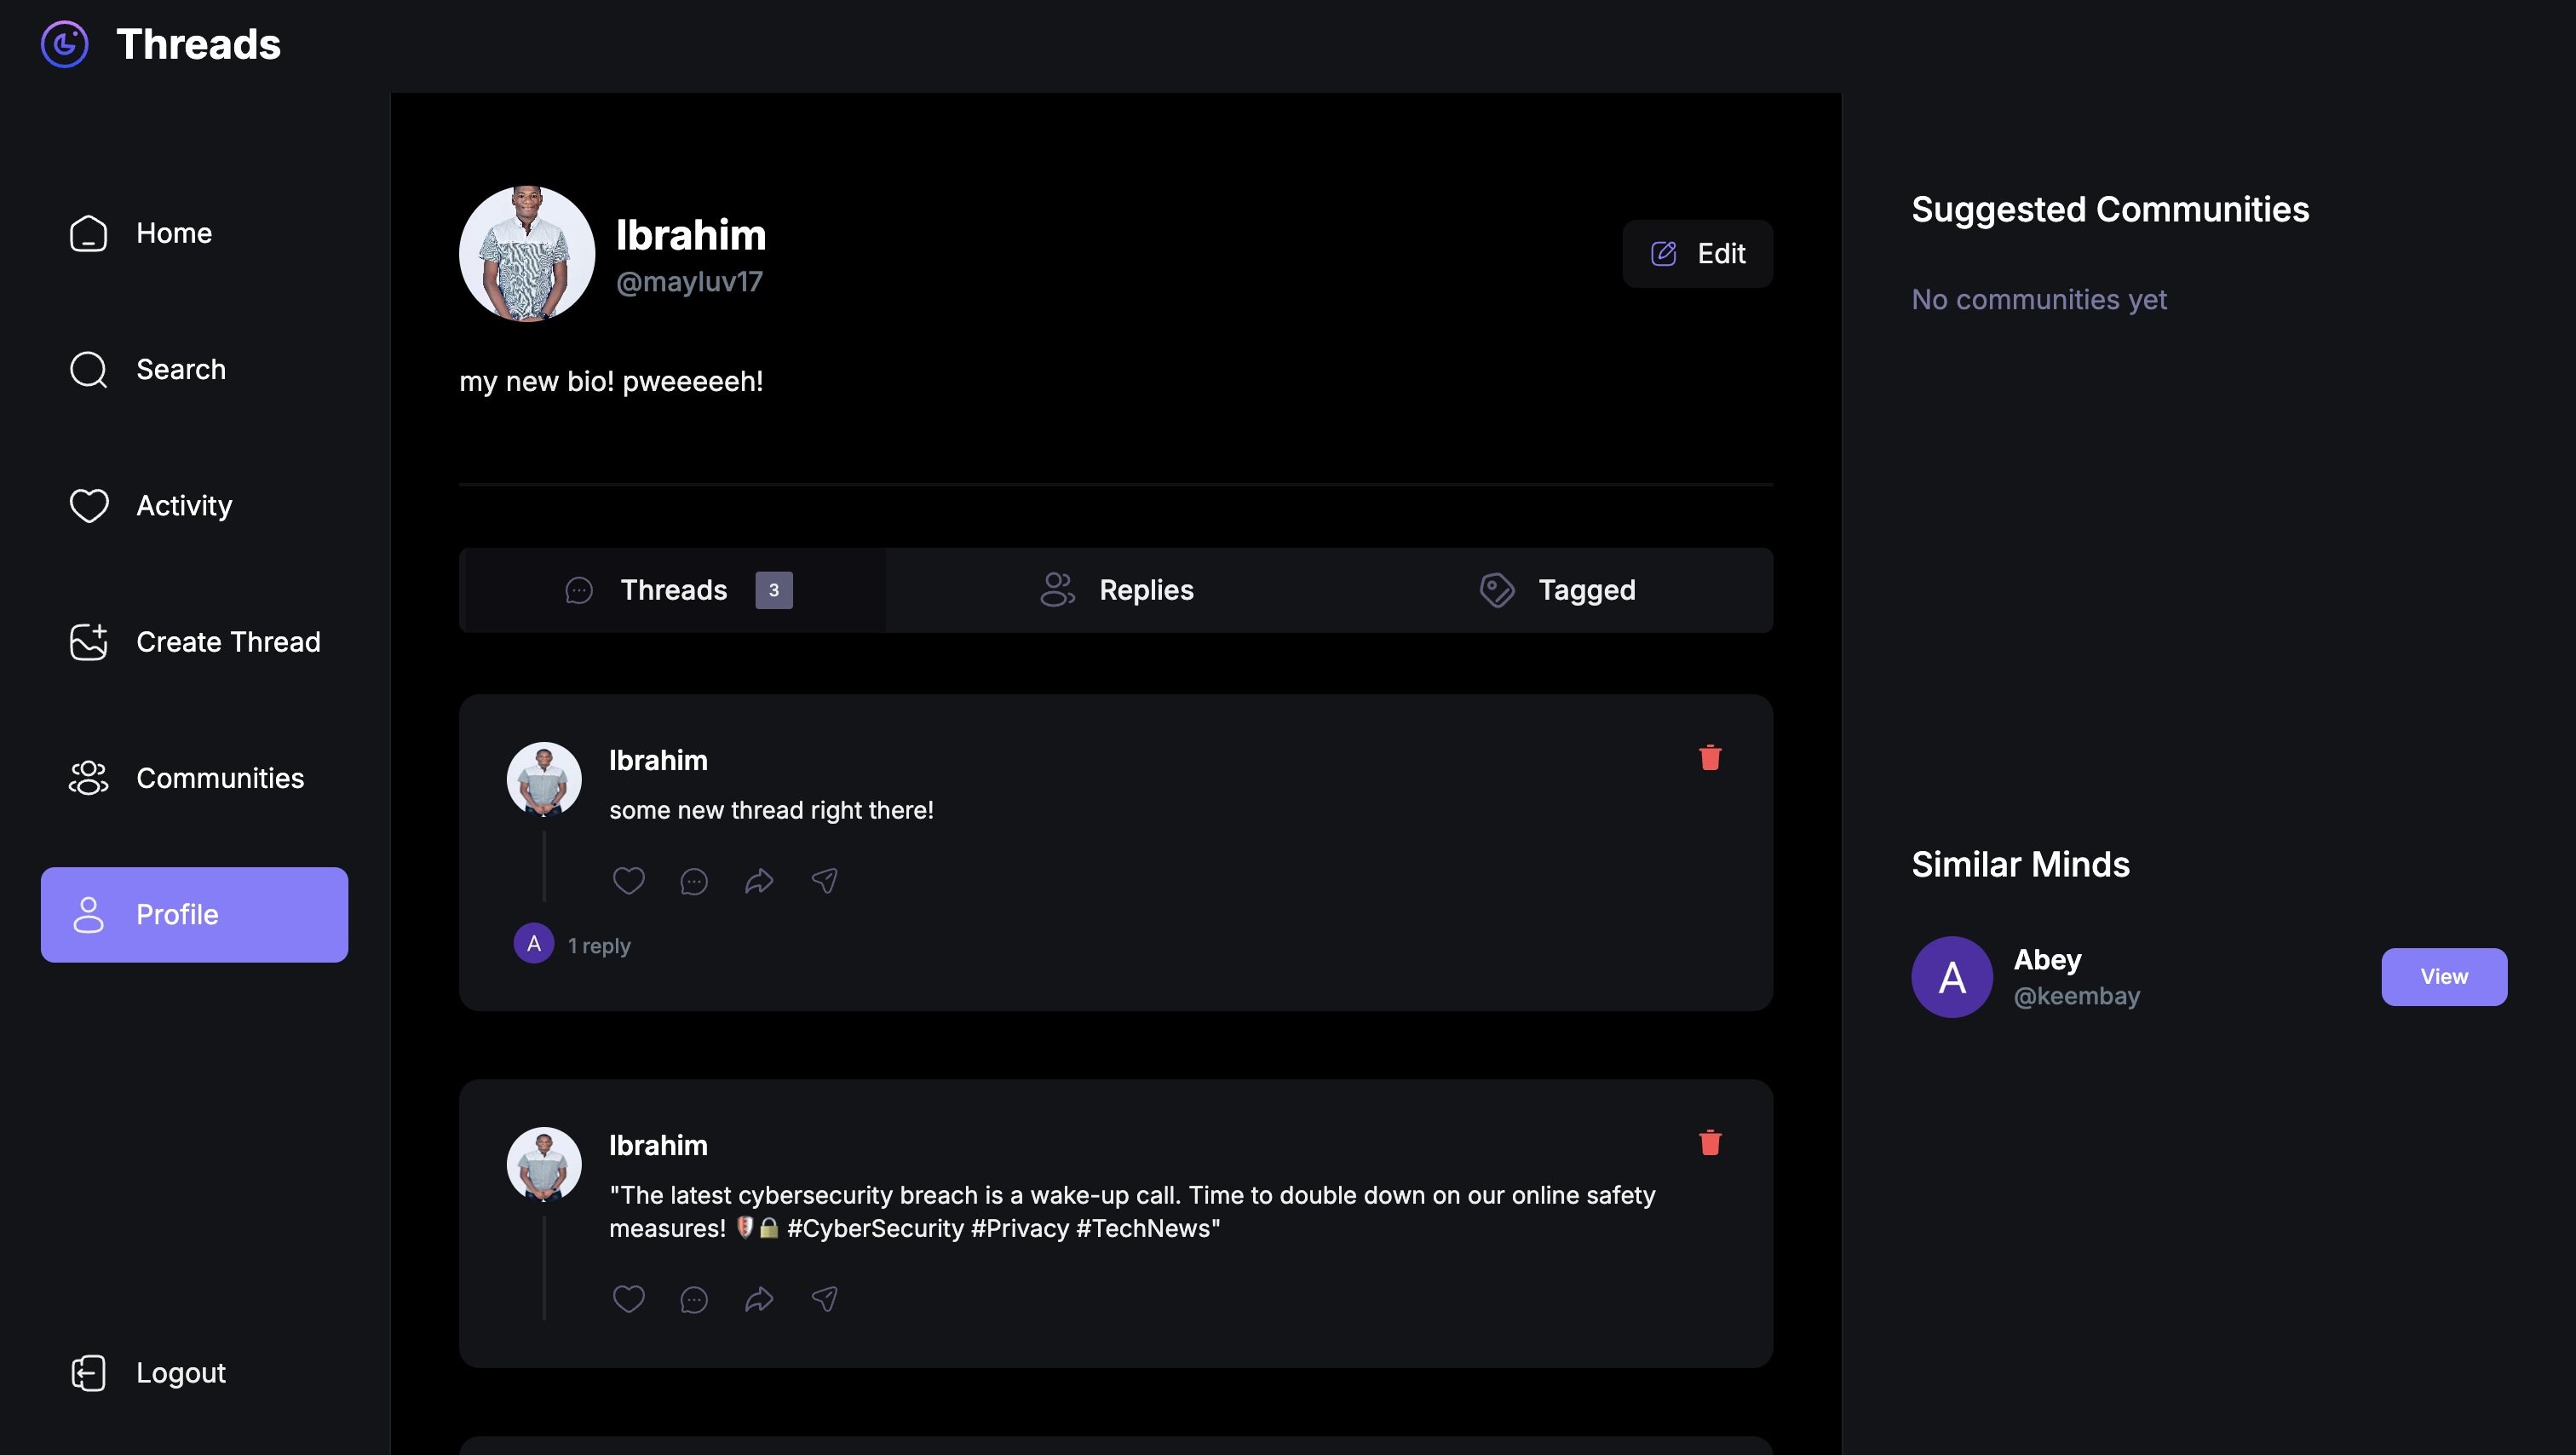 Threads
Home
Search
Activity
Create Thread
Communities
Profile
Logout
Ibrahim
@mayluv17
Edit
my new bio! pweeeeeh!
Threads 3
Replies
Tagged
Ibrahim
some new thread right there!
A 1 reply
Ibrahim
"The latest cybersecurity breach is a wake-up call. Time to double down on our online safety
measures! 🛡️🔒 #CyberSecurity #Privacy #TechNews"
Suggested Communities
No communities yet
Similar Minds
A
Abey
@keembay
View